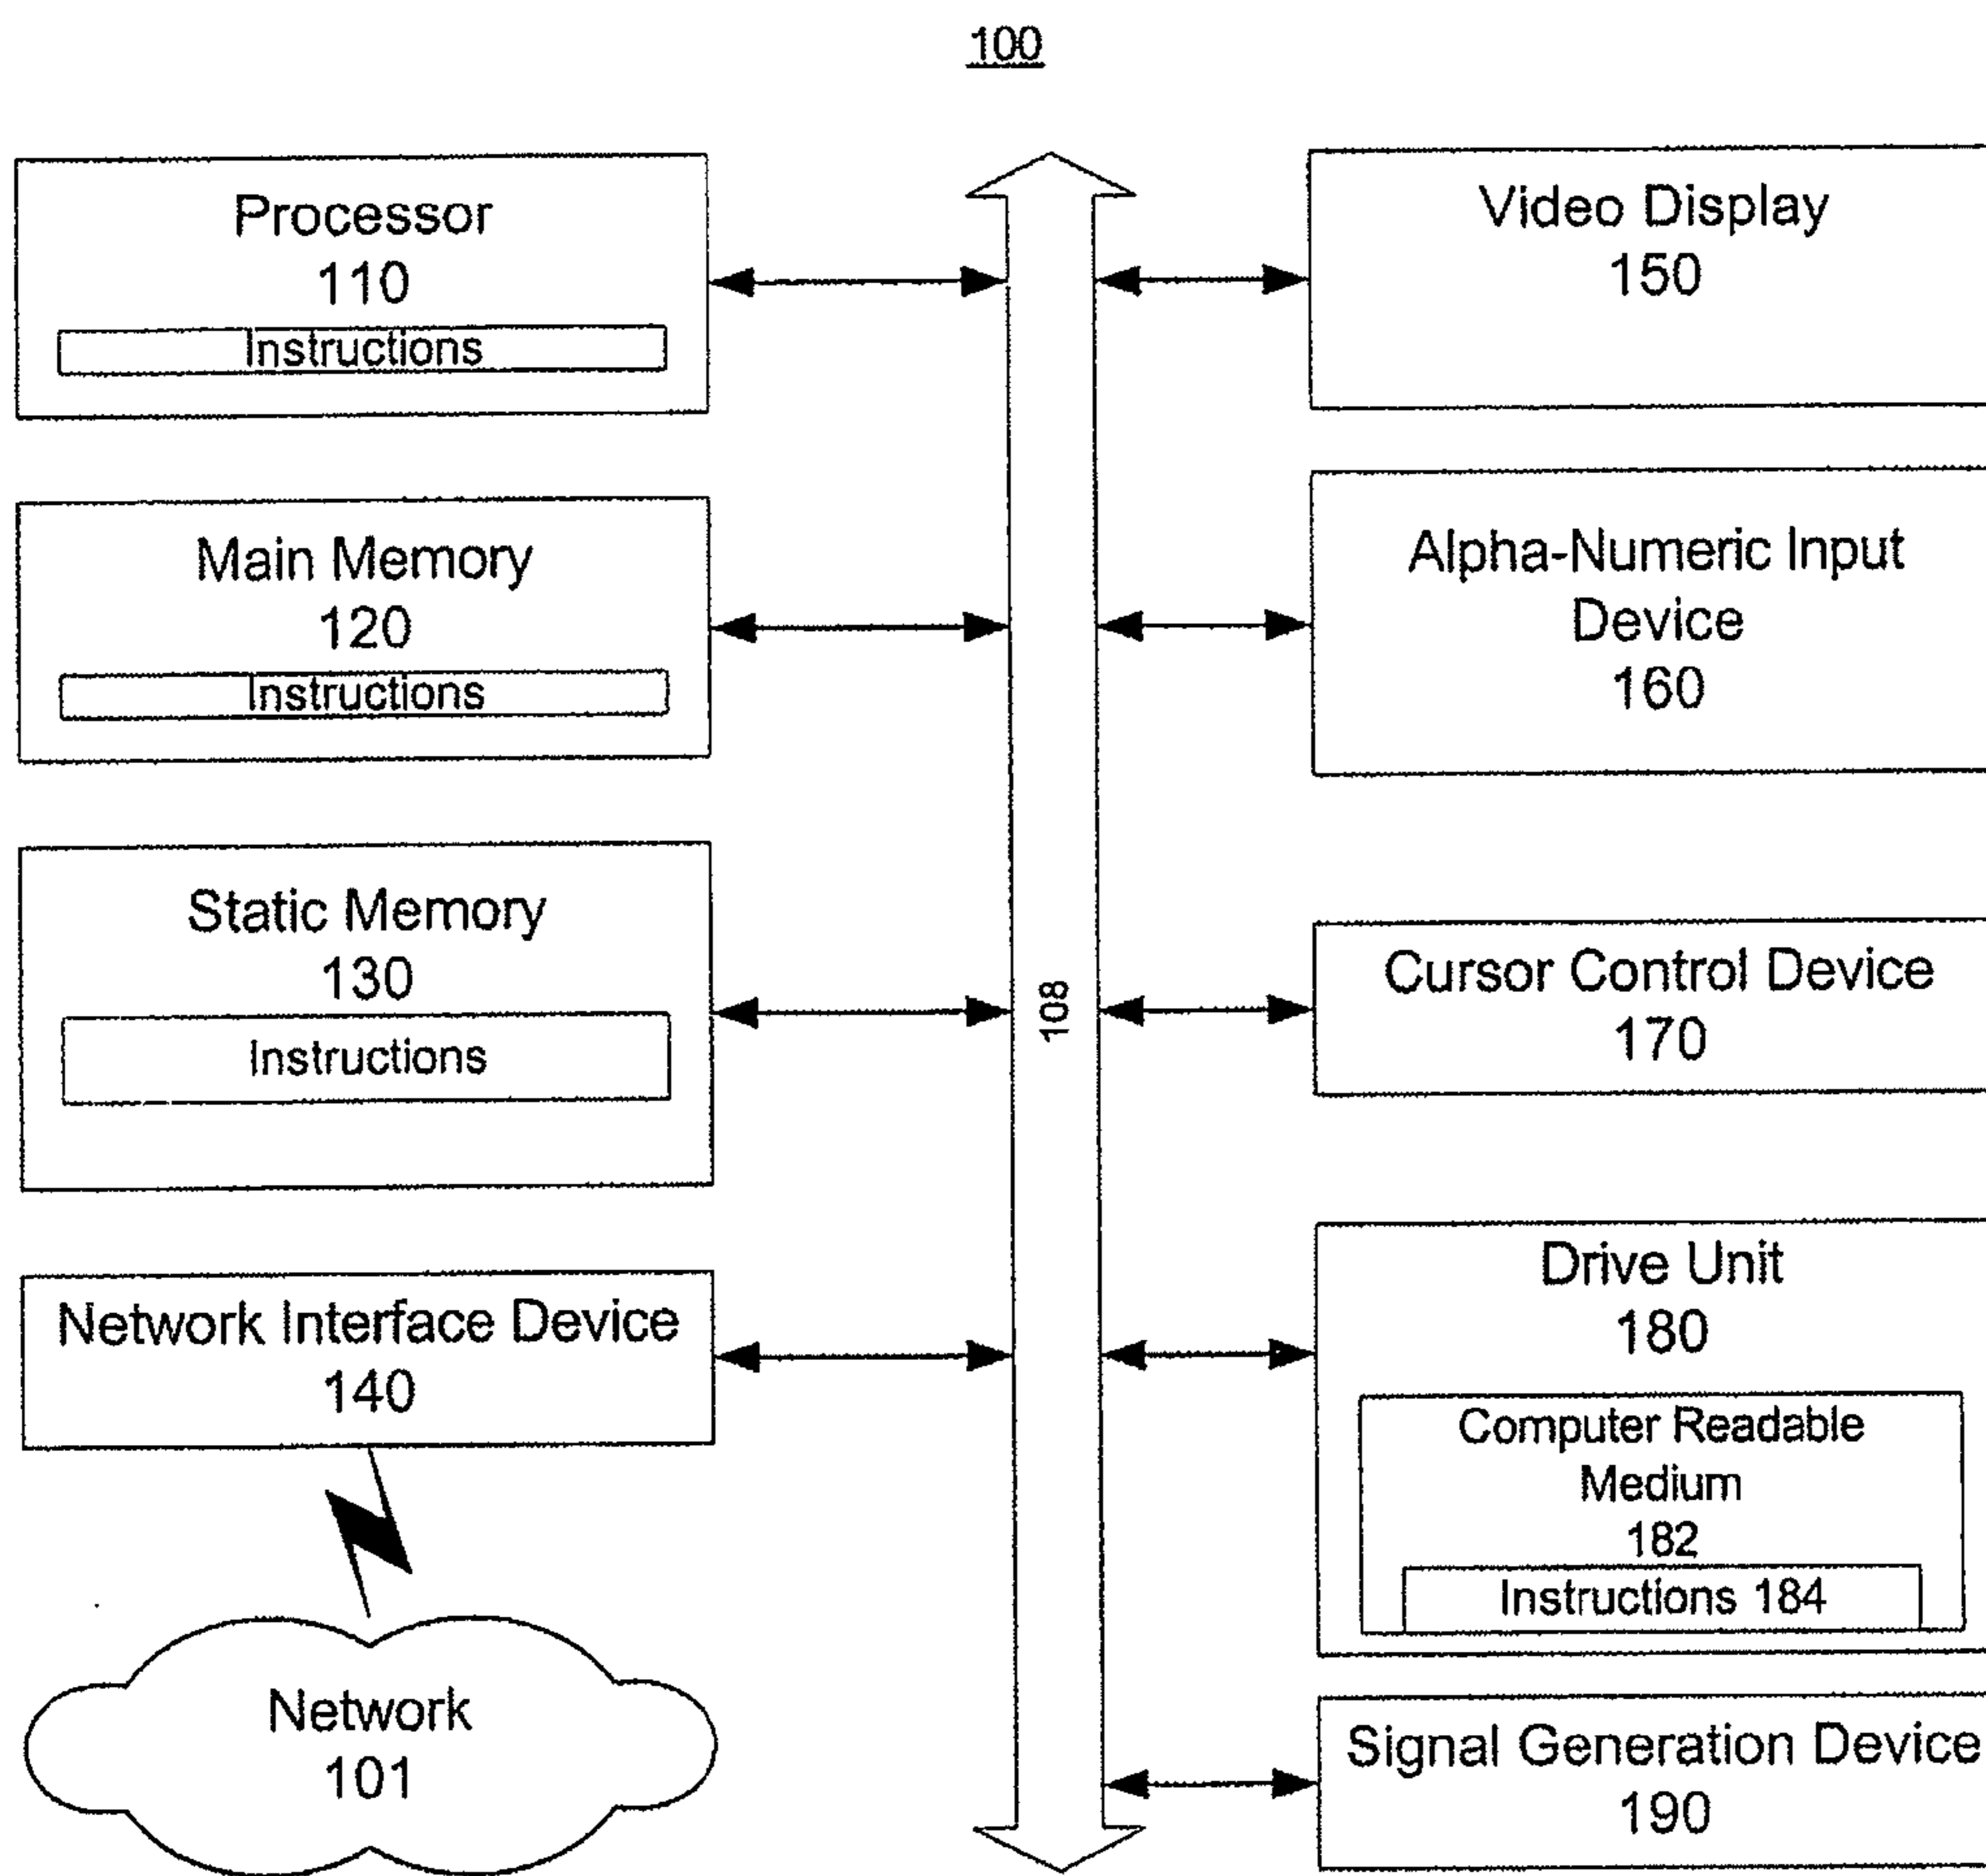 100
Processor
110
Instructions
Main Memory
120
Instructions
Static Memory
130
Instructions
Network Interface Device
140
Network
101
108
Video Display
150
Alpha-Numeric Input
Device
160
Cursor Control Device
170
Drive Unit
180
Computer Readable
Medium
182
Instructions 184
Signal Generation Device
190